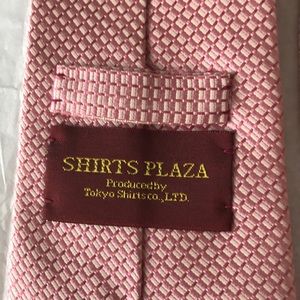 SHIRTS PLAZA
Produced by
Tokyo Shirts co.,LTD.